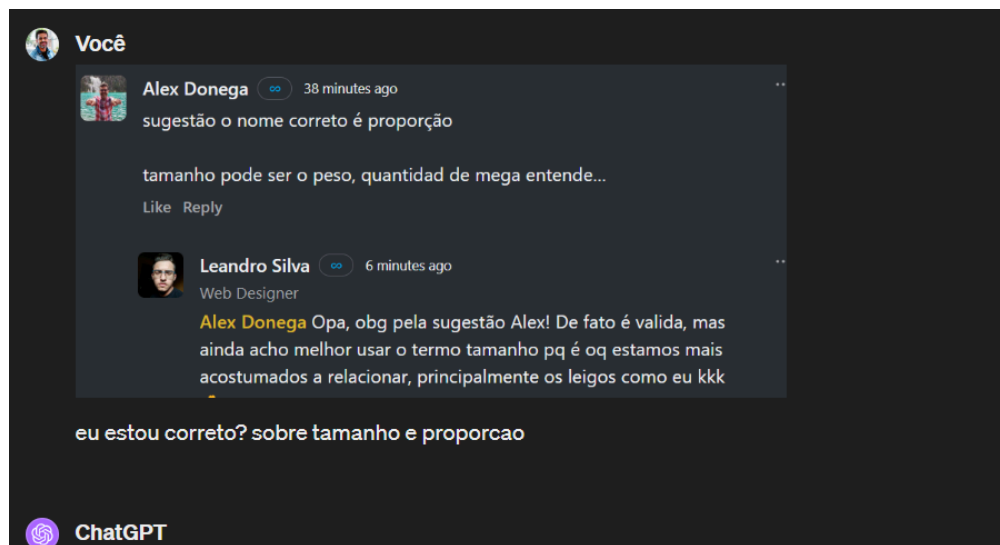 Você
Alex Donega ∞ 38 minutes ago
sugestão o nome correto é proporção
tamanho pode ser o peso, quantidad de mega entende...
Like Reply
Leandro Silva ∞ 6 minutes ago
Web Designer
Alex Donega Opa, obg pela sugestão Alex! De fato é valida, mas
ainda acho melhor usar o termo tamanho pq é oq estamos mais
acostumados a relacionar, principalmente os leigos como eu kkk
eu estou correto? sobre tamanho e proporcao
ChatGPT